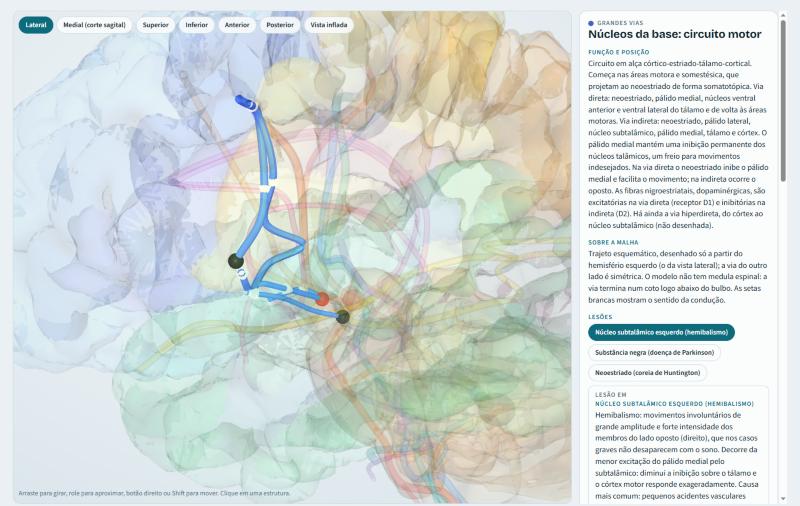 Lateral
Medial (corte sagital)
Superior
Inferior
Anterior
Posterior
Vista inflada
Arraste para girar, role para aproximar, botão direito ou Shift para mover. Clique em uma estrutura.
GRANDES VIAS
Núcleos da base: circuito motor
FUNÇÃO E POSIÇÃO
Circuito em alça córtico-estriado-tálamo-cortical.
Começa nas áreas motora e somestésica, que
projetam ao neoestriado de forma somatotópica. Via
direta: neoestriado, pálido medial, núcleos ventral
anterior e ventral lateral do tálamo e de volta às áreas
motoras. Via indireta: neoestriado, pálido lateral,
núcleo subtalâmico, pálido medial, tálamo e córtex. O
pálido medial mantém uma inibição permanente dos
núcleos talâmicos, um freio para movimentos
indesejados. Na via direta o neoestriado inibe o pálido
medial e facilita o movimento; na indireta ocorre o
oposto. As fibras nigroestriatais, dopaminérgicas, são
excitatórias na via direta (receptor D1) e inibitórias na
indireta (D2). Há ainda a via hiperdireta, do córtex ao
núcleo subtalâmico (não desenhada).
SOBRE A MALHA
Trajeto esquemático, desenhado só a partir do
hemisfério esquerdo (o da vista lateral); a via do outro
lado é simétrica. O modelo não tem medula espinal: a
via termina num coto logo abaixo do bulbo. As setas
brancas mostram o sentido da condução.
LESÕES
Núcleo subtalâmico esquerdo (hemibalismo)
Substância negra (doença de Parkinson)
Neoestriado (coreia de Huntington)
LESÃO EM
NÚCLEO SUBTALÂMICO ESQUERDO (HEMIBALISMO)
Hemibalismo: movimentos involuntários de
grande amplitude e forte intensidade dos
membros do lado oposto (direito), que nos casos
graves não desaparecem com o sono. Decorre da
menor excitação do pálido medial pelo
subtalâmico: diminui a inibição sobre o tálamo e
o córtex motor responde exageradamente. Causa
mais comum: pequenos acidentes vasculares